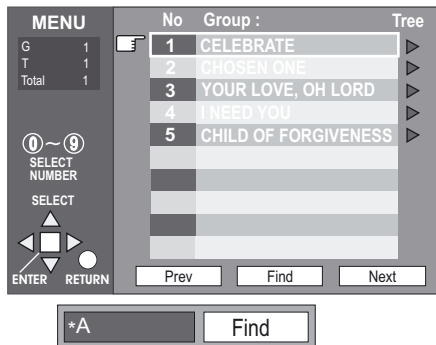 MENU
G 1
T 1
Total 1
0~9
SELECT
NUMBER
SELECT
ENTER RETURN
No Group : Tree
1 CELEBRATE
2 CHOSEN ONE
3 YOUR LOVE, OH LORD
4 I NEED YOU
5 CHILD OF FORGIVENESS
Prev Find Next
*A Find